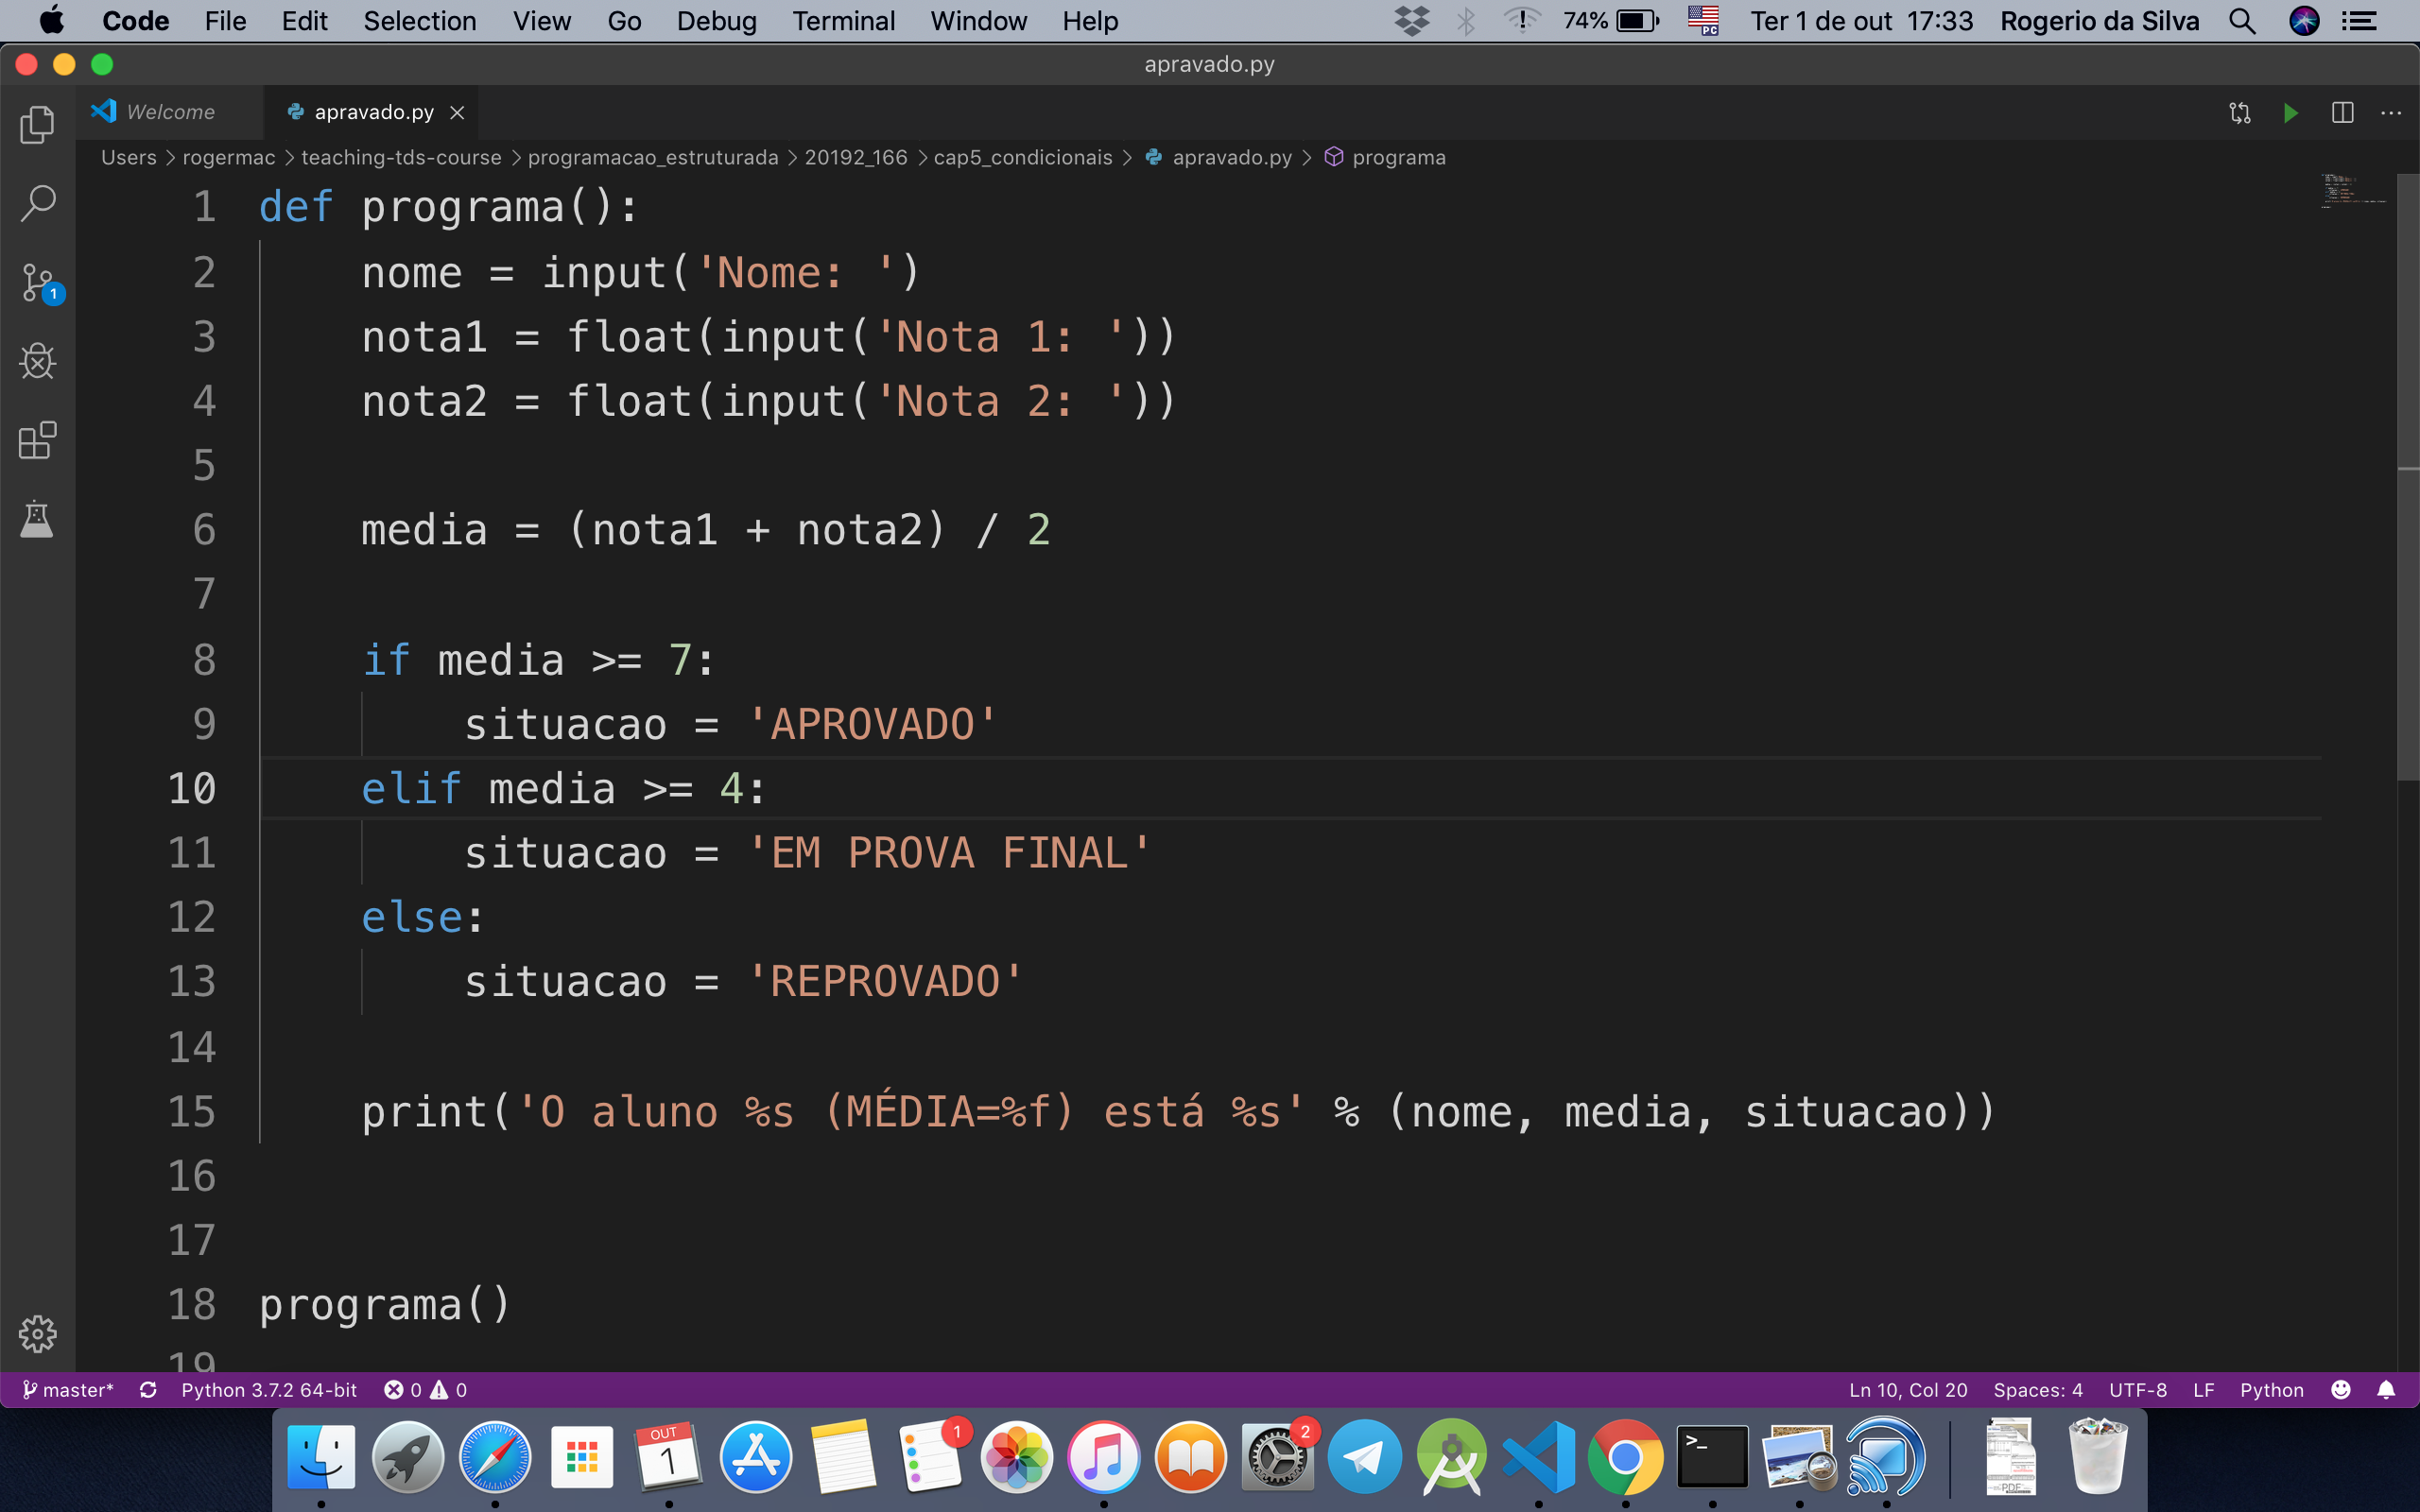 Code File Edit Selection View Go Debug Terminal Window Help 74% PC Ter 1 de out 17:33 Rogerio da Silva
apravado.py
Welcome apravado.py
Users rogermac teaching-tds-course programacao_estruturada 20192_166 cap5_condicionais apravado.py programa
1 def programa():
2 nome = input('Nome: ')
3 nota1 = float(input('Nota 1: '))
4 nota2 = float(input('Nota 2: '))
5
6 media = (nota1 + nota2) / 2
7
8 if media >= 7:
9 situacao = 'APROVADO'
10 elif media >= 4:
11 situacao = 'EM PROVA FINAL'
12 else:
13 situacao = 'REPROVADO'
14
15 print('O aluno %s (MÉDIA=%f) está %s' % (nome, media, situacao))
16
17
18 programa()
19
1
master* Python 3.7.2 64-bit 0 0 Ln 10, Col 20 Spaces: 4 UTF-8 LF Python
OUT
1
1
2
>_
PDF